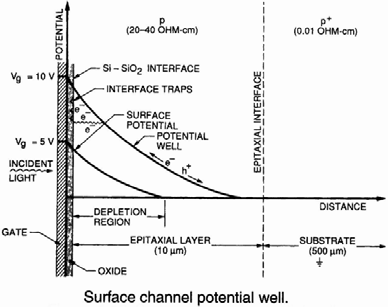 POTENTIAL
p
(20–40 OHM-cm)
p+
(0.01 OHM-cm)
Vg = 10 V
Si – SiO2 INTERFACE
INTERFACE TRAPS
e–
e–
e–
SURFACE
POTENTIAL
POTENTIAL
WELL
Vg = 5 V
e–
h+
EPITAXIAL INTERFACE
INCIDENT
LIGHT
DISTANCE
DEPLETION
REGION
GATE
EPITAXIAL LAYER
(10 µm)
SUBSTRATE
(500 µm)
OXIDE
Surface channel potential well.